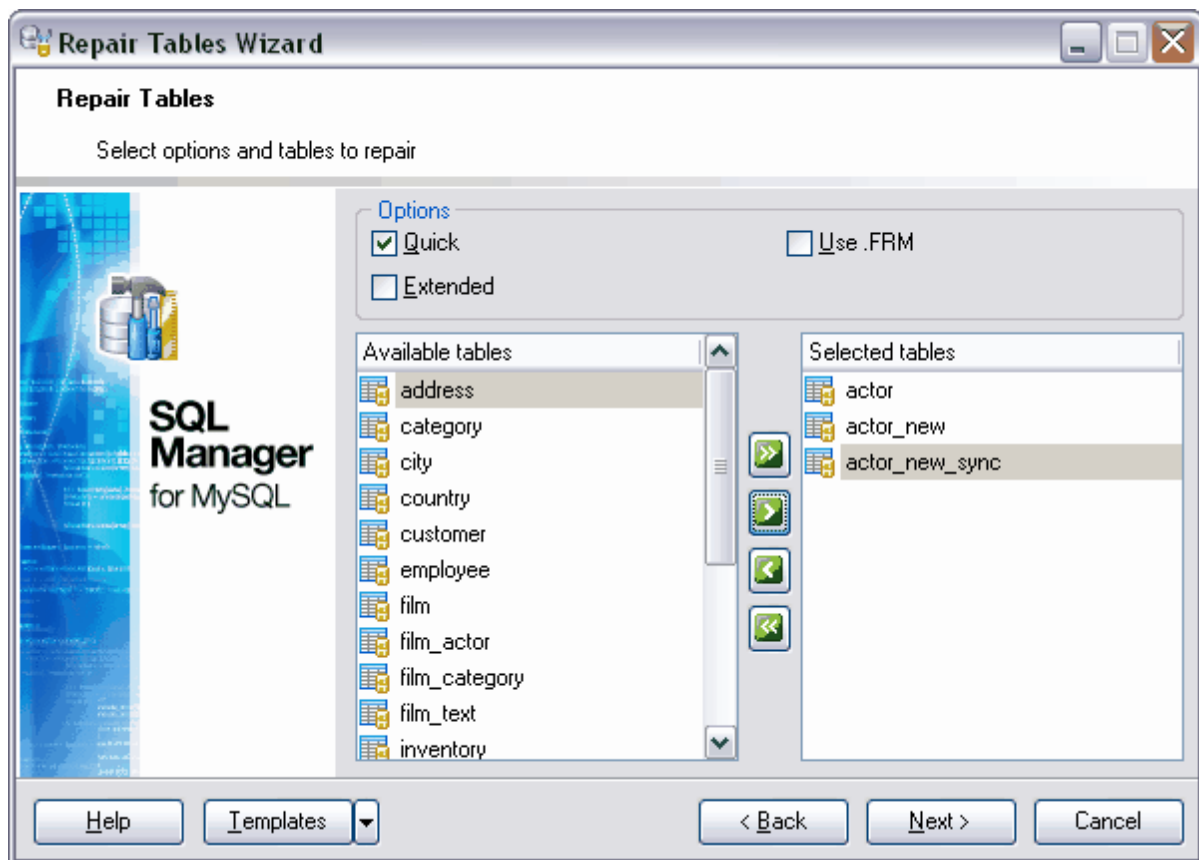 Repair Tables Wizard
Repair Tables
Select options and tables to repair
SQL
Manager
for MySQL
Options
Quick
Use .FRM
Extended
Available tables
address
category
city
country
customer
employee
film
film_actor
film_category
film_text
inventory
Selected tables
actor
actor_new
actor_new_sync
Help
Templates
< Back
Next >
Cancel